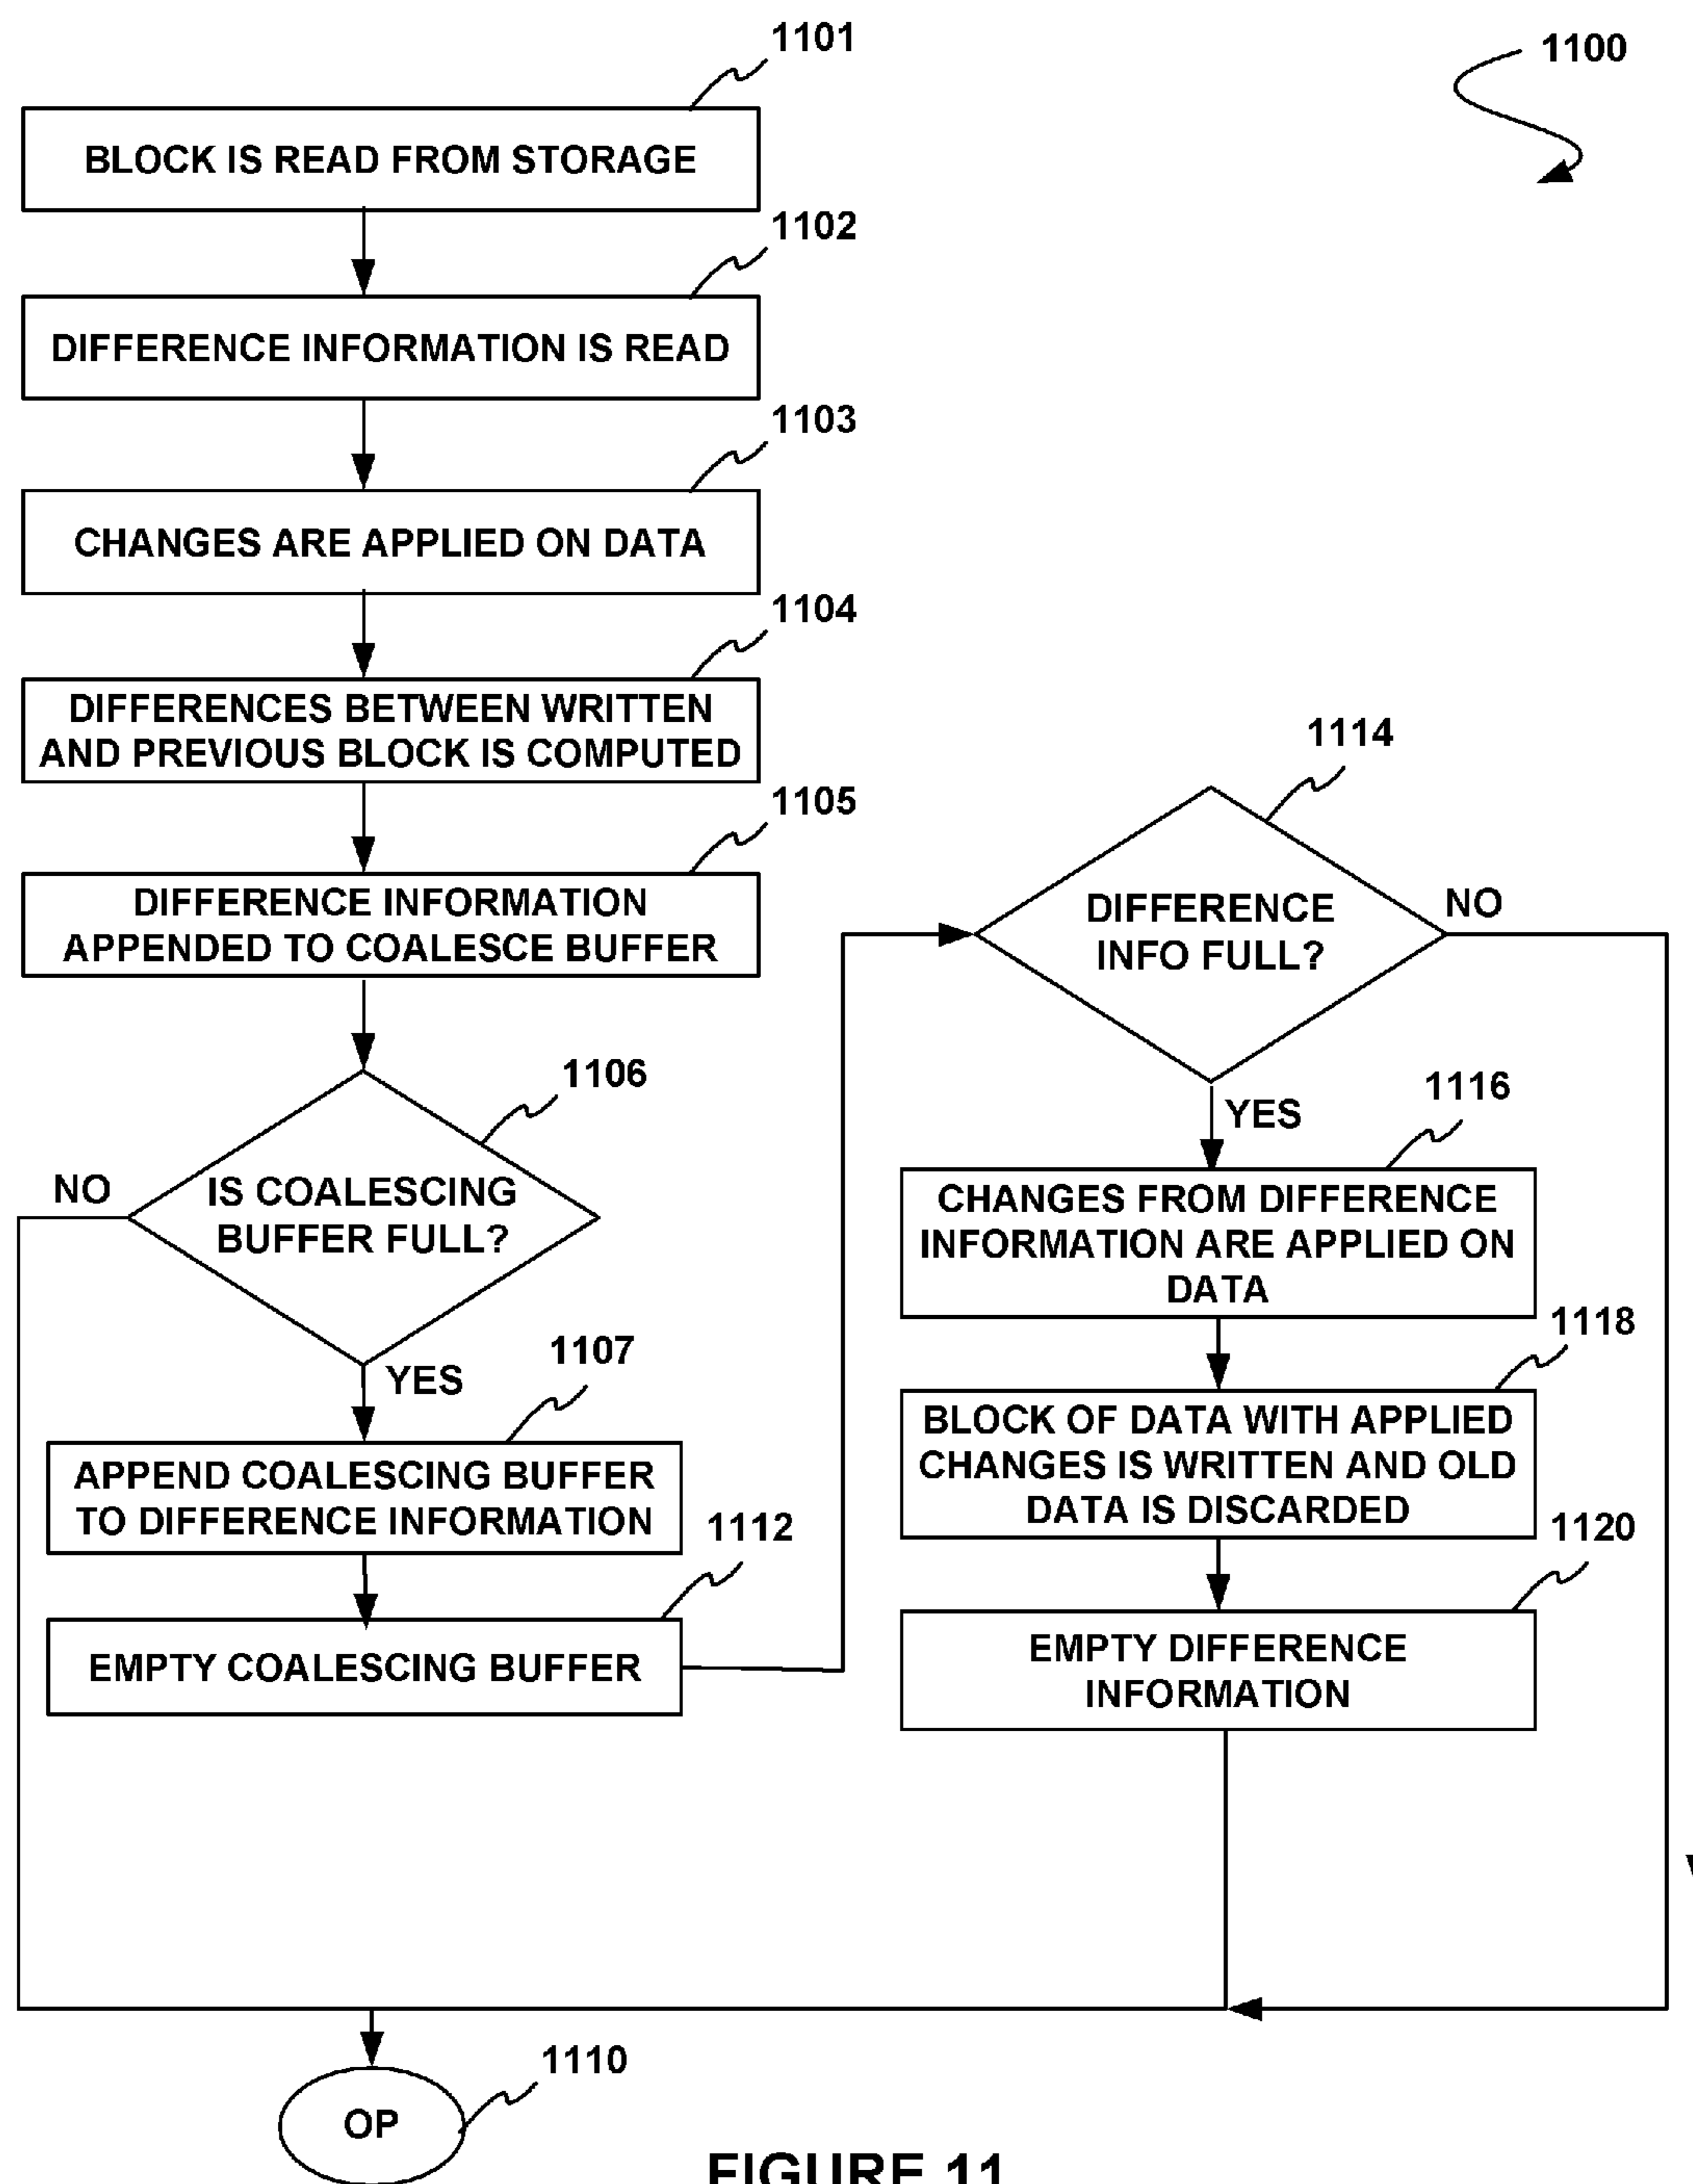 1101
1100
BLOCK IS READ FROM STORAGE
1102
DIFFERENCE INFORMATION IS READ
1103
CHANGES ARE APPLIED ON DATA
1104
DIFFERENCES BETWEEN WRITTEN
AND PREVIOUS BLOCK IS COMPUTED
1105
DIFFERENCE INFORMATION
APPENDED TO COALESCE BUFFER
1106
IS COALESCING
BUFFER FULL?
NO
YES
1107
APPEND COALESCING BUFFER
TO DIFFERENCE INFORMATION
1112
EMPTY COALESCING BUFFER
1114
DIFFERENCE
INFO FULL?
NO
YES
1116
CHANGES FROM DIFFERENCE
INFORMATION ARE APPLIED ON
DATA
1118
BLOCK OF DATA WITH APPLIED
CHANGES IS WRITTEN AND OLD
DATA IS DISCARDED
1120
EMPTY DIFFERENCE
INFORMATION
1110
OP
FIGURE 11